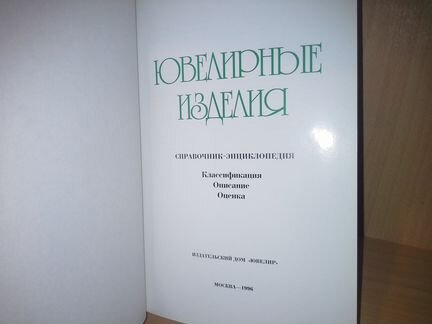 ЮВЕЛИРНЫЕ
ИЗДЕЛИЯ
СПРАВОЧНИК-ЭНЦИКЛОПЕДИЯ
Классификация
Описание
Оценка
ИЗДАТЕЛЬСКИЙ ДОМ «ЮВЕЛИР»
МОСКВА—1996